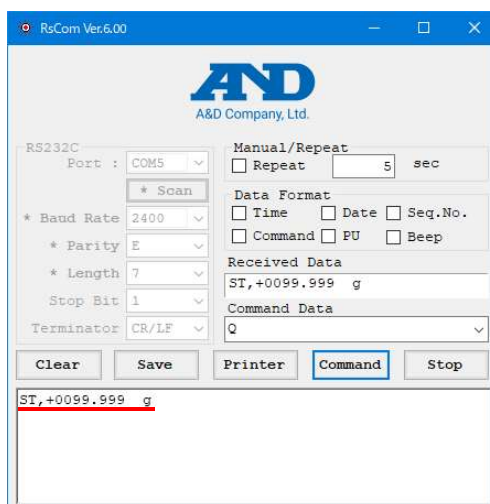 RsCom Ver.6.00
AND
A&D Company, Ltd.
RS232C
Port : COM5
* Scan
* Baud Rate 2400
* Parity E
* Length 7
Stop Bit 1
Terminator CR/LF
Manual/Repeat
Repeat 5 sec
Data Format
Time Date Seq.No.
Command PU Beep
Received Data
ST,+0099.999 g
Command Data
Q
Clear Save Printer Command Stop
ST,+0099.999 g